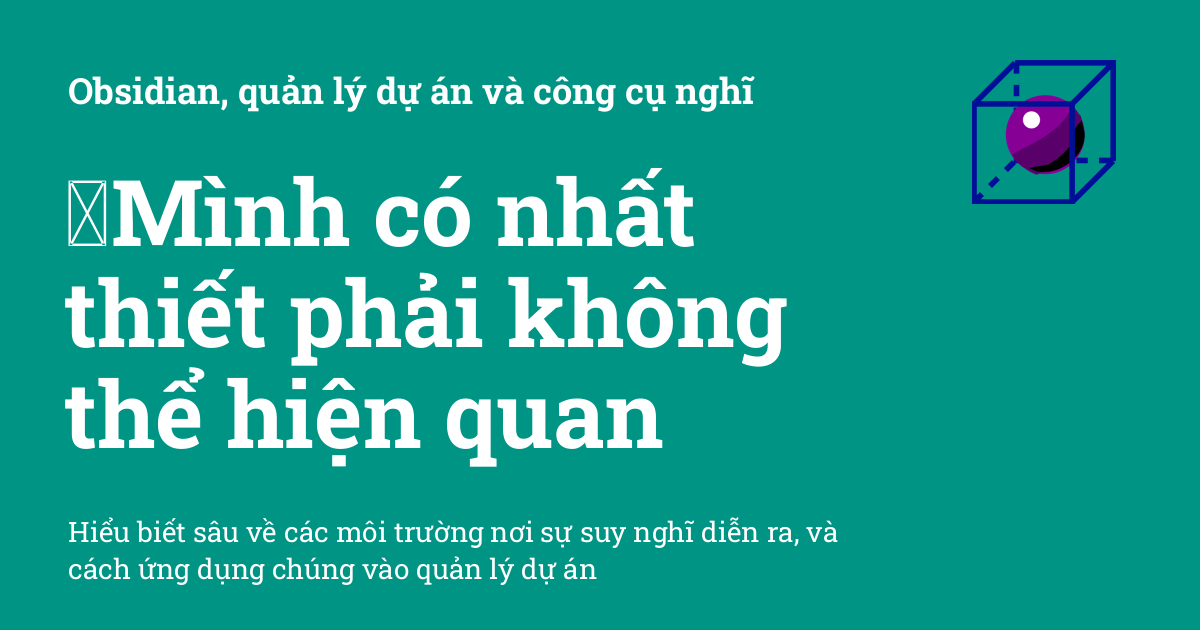 Obsidian, quản lý dự án và công cụ nghĩ
Mình có nhất
thiết phải không
thể hiện quan
Hiểu biết sâu về các môi trường nơi sự suy nghĩ diễn ra, và
cách ứng dụng chúng vào quản lý dự án